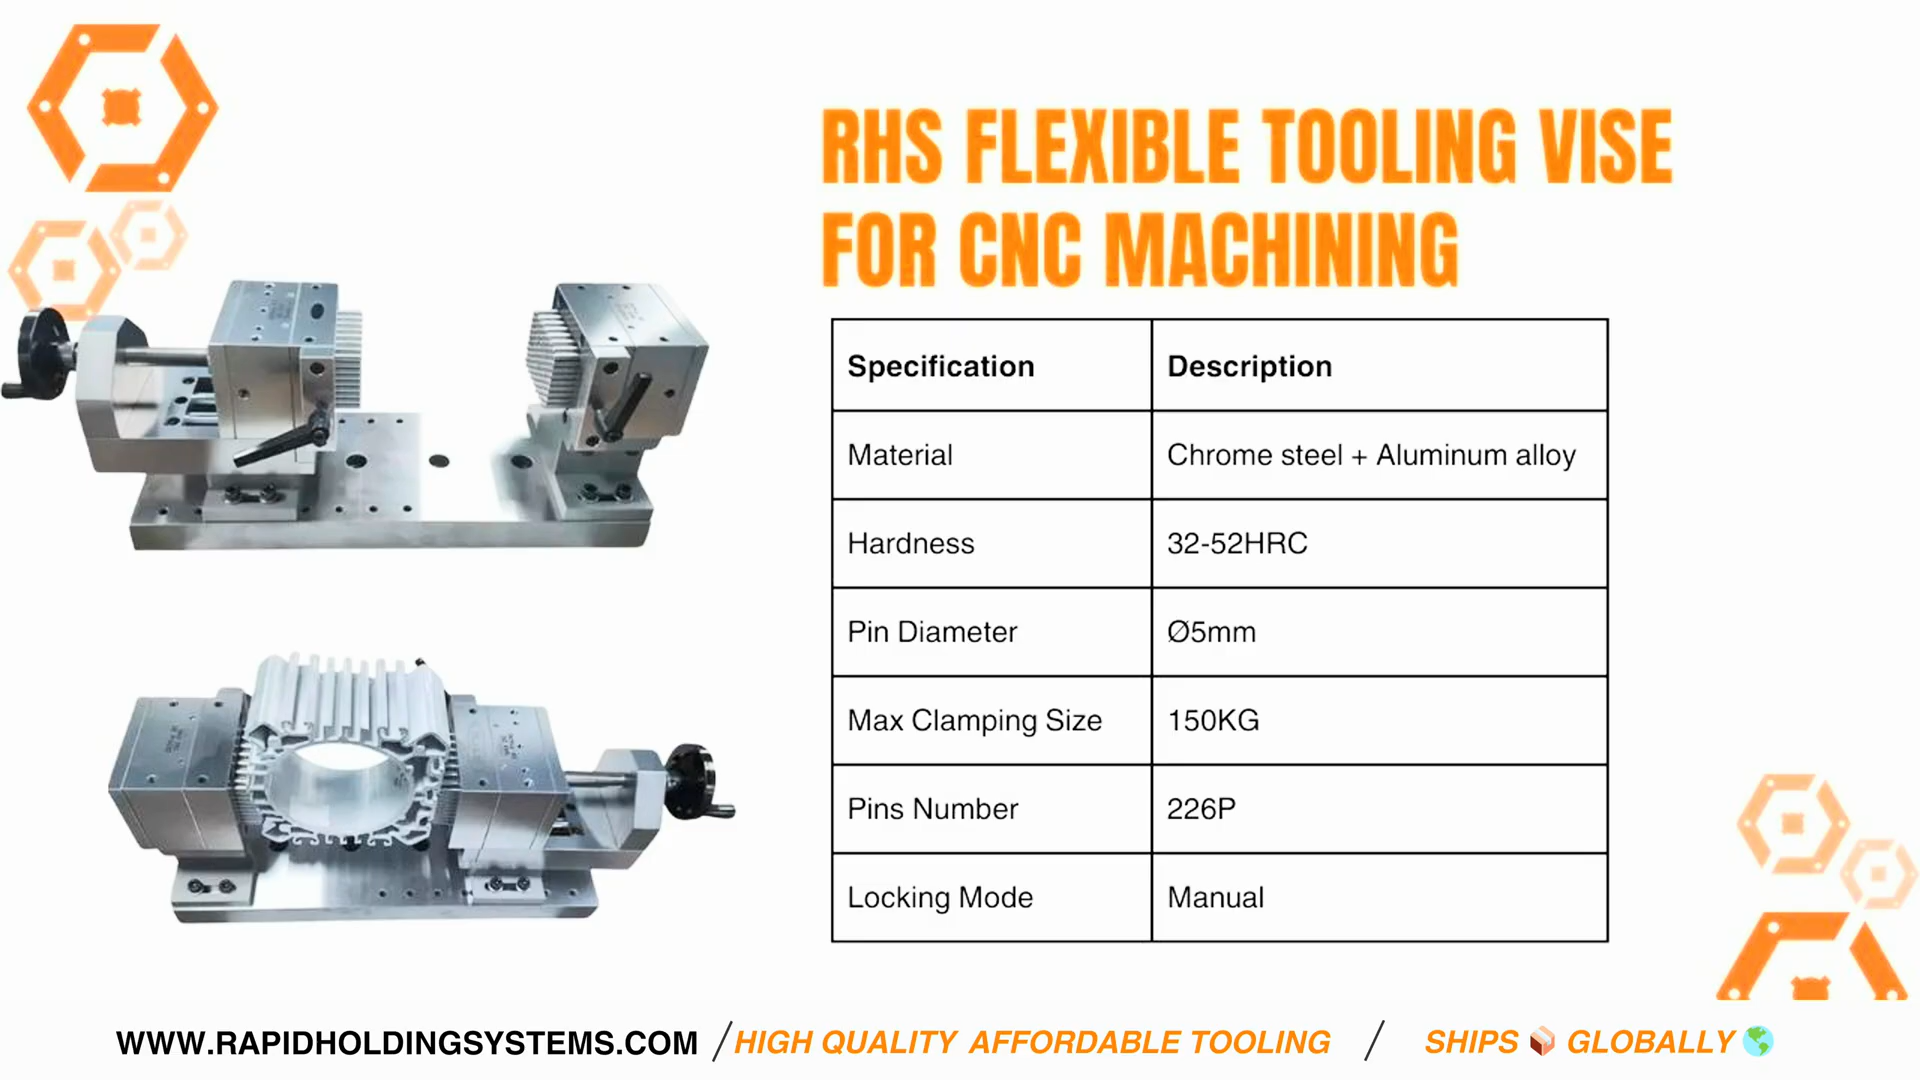 RHS FLEXIBLE TOOLING VISE
FOR CNC MACHINING
Specification Description
Material Chrome steel + Aluminum alloy
Hardness 32-52HRC
Pin Diameter Ø5mm
Max Clamping Size 150KG
Pins Number 226P
Locking Mode Manual
WWW.RAPIDHOLDINGSYSTEMS.COM / HIGH QUALITY AFFORDABLE TOOLING / SHIPS 📦 GLOBALLY 🌎